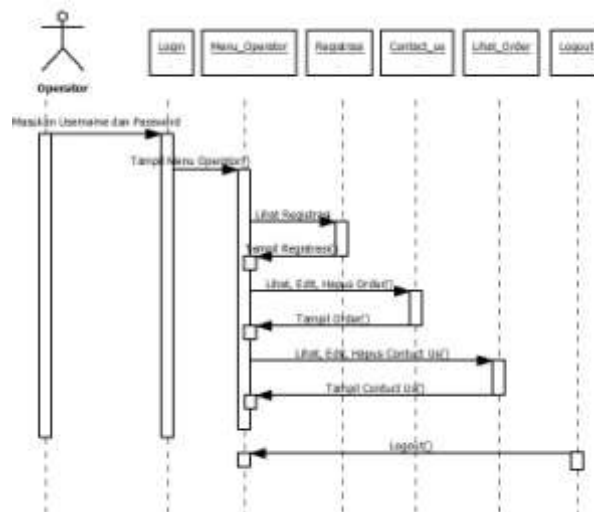 Operator
Login
Menu_Operator
Registrasi
Contact_us
Lihat_Order
Logout
Masukan Username dan Password
Tampil Menu Operator()
Lihat Registrasi
Tampil Registrasi()
Lihat, Edit, Hapus Order()
Tampil Order()
Lihat, Edit, Hapus Contact Us()
Tampil Contact Us()
Logout()